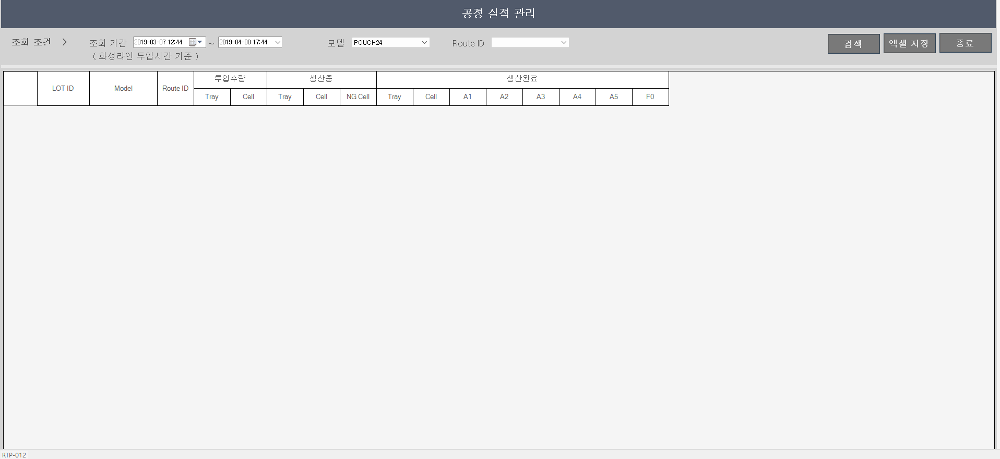 공정 실적 관리
조회 조건 >
조회 기간 2019-03-07 12:44 ~ 2019-04-08 17:44 모델 POUCH24 Route ID
( 화성라인 투입시간 기준 )
검색 엑셀 저장 종료
LOT ID Model Route ID 투입수량 생산중 생산완료
Tray Cell Tray Cell NG Cell Tray Cell A1 A2 A3 A4 A5 F0
RTP-012